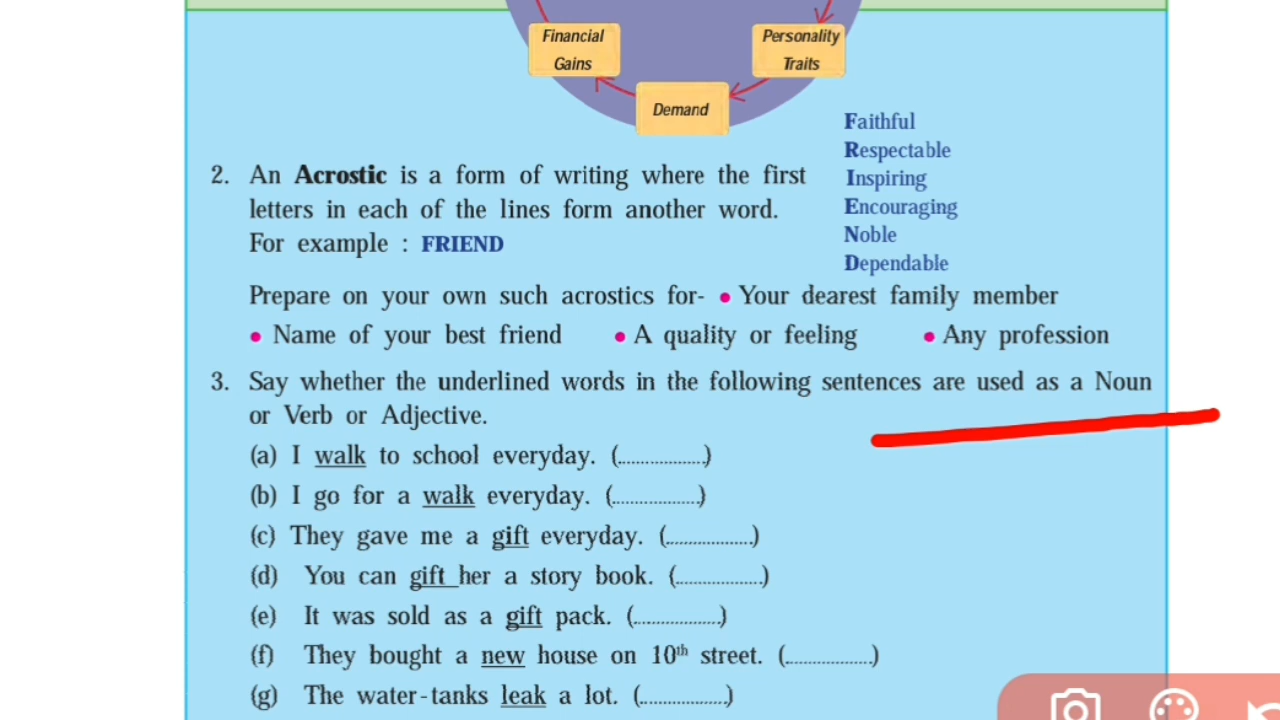 Financial
Gains
Personality
Traits
Demand
2. An Acrostic is a form of writing where the first
letters in each of the lines form another word.
For example : FRIEND
Faithful
Respectable
Inspiring
Encouraging
Noble
Dependable
Prepare on your own such acrostics for- • Your dearest family member
• Name of your best friend • A quality or feeling • Any profession
3. Say whether the underlined words in the following sentences are used as a Noun
or Verb or Adjective.
(a) I walk to school everyday. (..................)
(b) I go for a walk everyday. (..................)
(c) They gave me a gift everyday. (..................)
(d) You can gift her a story book. (..................)
(e) It was sold as a gift pack. (..................)
(f) They bought a new house on 10th street. (..................)
(g) The water-tanks leak a lot. (..................)